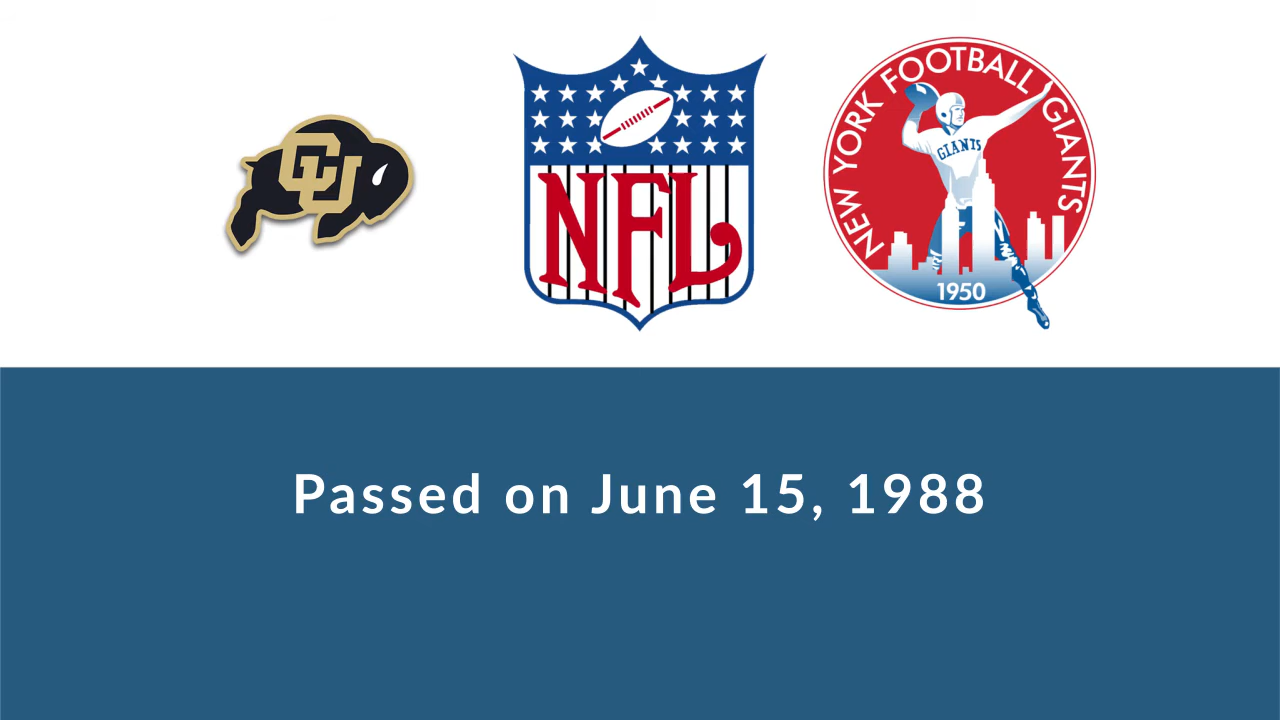 CU
NFL
NEW YORK FOOTBALL GIANTS
GIANTS
1950
Passed on June 15, 1988